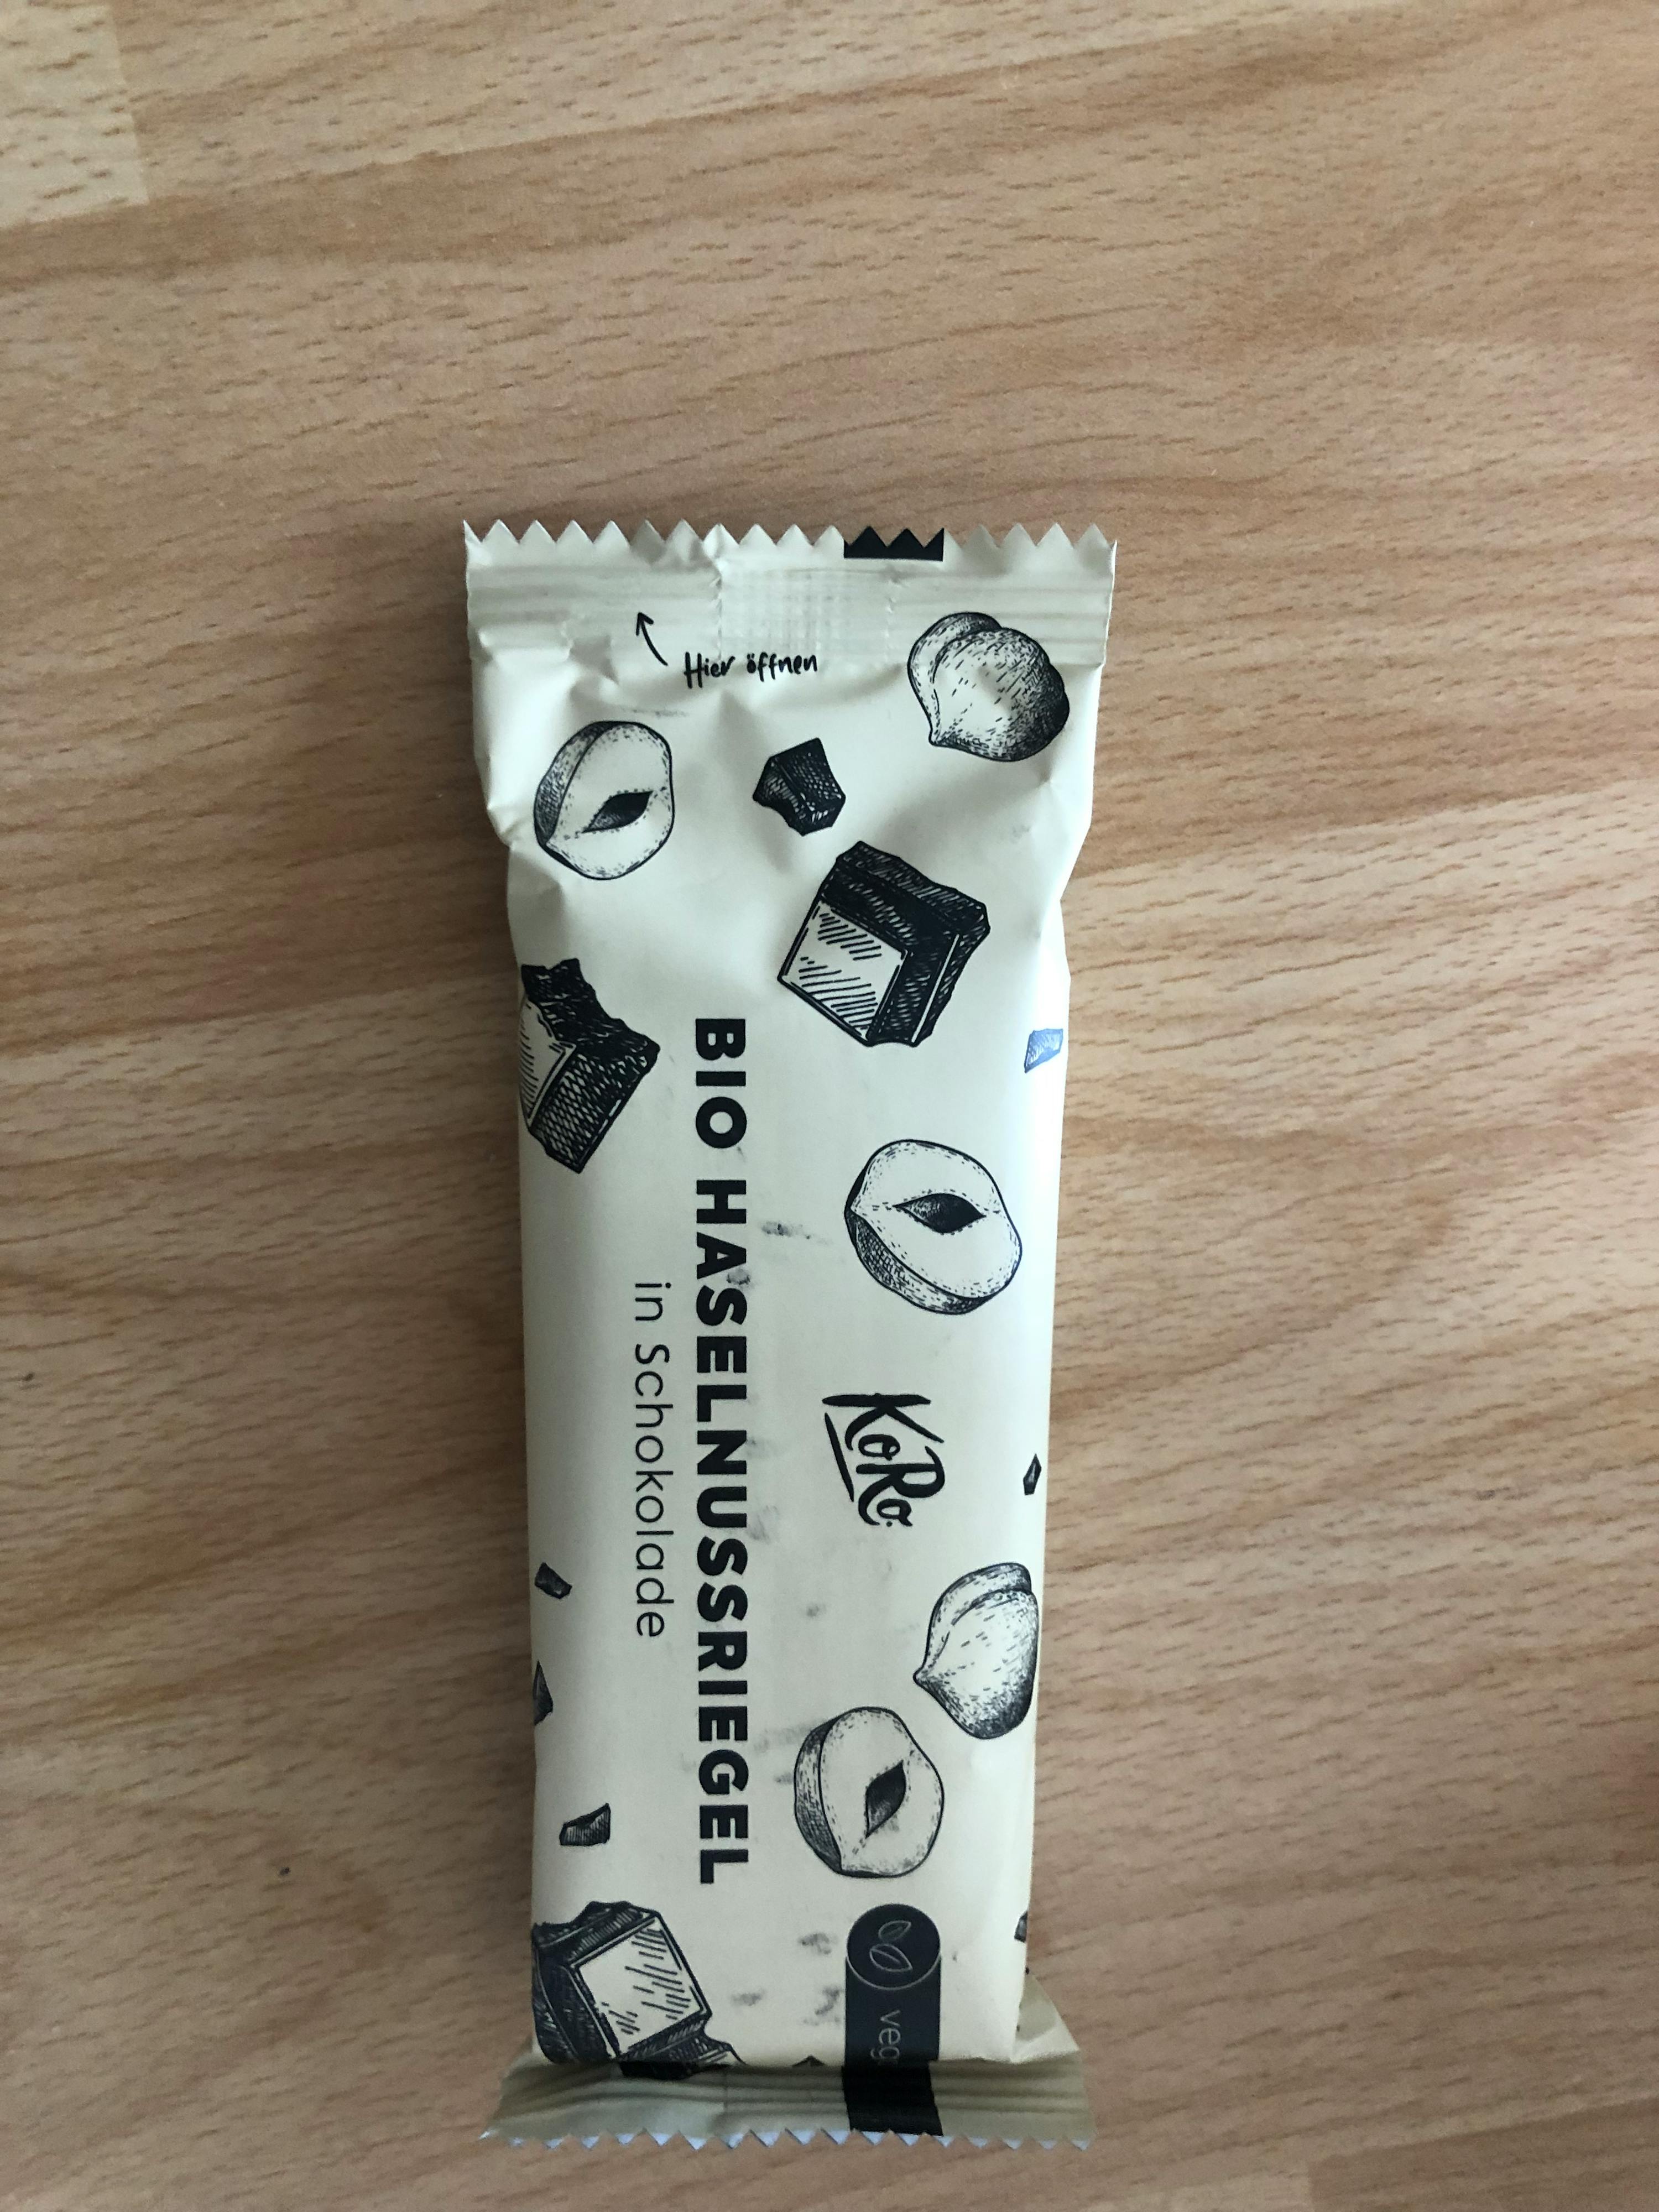 Hier öffnen
KoRo
BIO HASELNUSSRIEGEL
in Schokolade